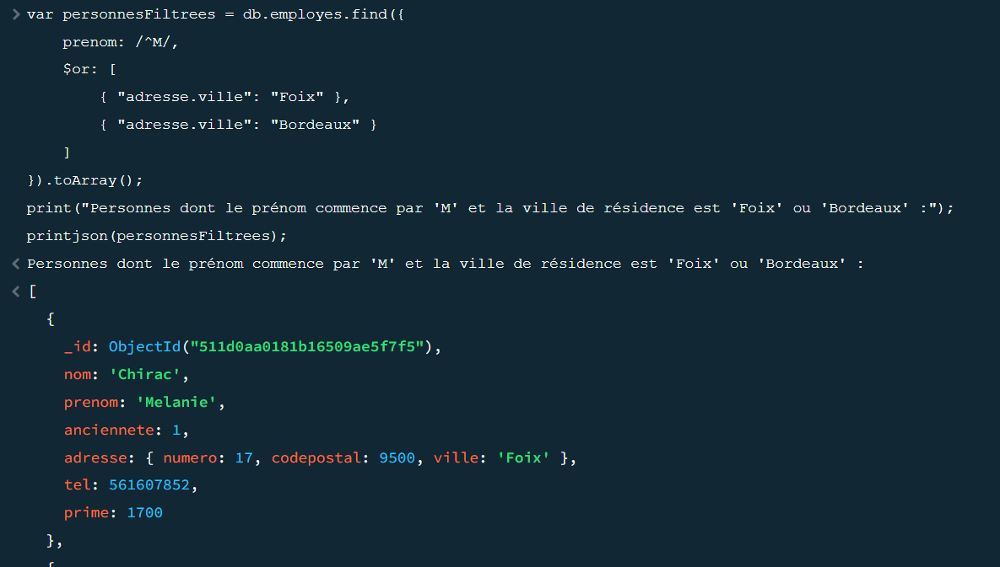 > var personnesFiltrees = db.employes.find({
prenom: /^M/,
$or: [
{ "adresse.ville": "Foix" },
{ "adresse.ville": "Bordeaux" }
]
}).toArray();
print("Personnes dont le prénom commence par 'M' et la ville de résidence est 'Foix' ou 'Bordeaux' :");
printjson(personnesFiltrees);
< Personnes dont le prénom commence par 'M' et la ville de résidence est 'Foix' ou 'Bordeaux' :
< [
{
_id: ObjectId("511d0aa0181b16509ae5f7f5"),
nom: 'Chirac',
prenom: 'Melanie',
anciennete: 1,
adresse: { numero: 17, codepostal: 9500, ville: 'Foix' },
tel: 561607852,
prime: 1700
},
{